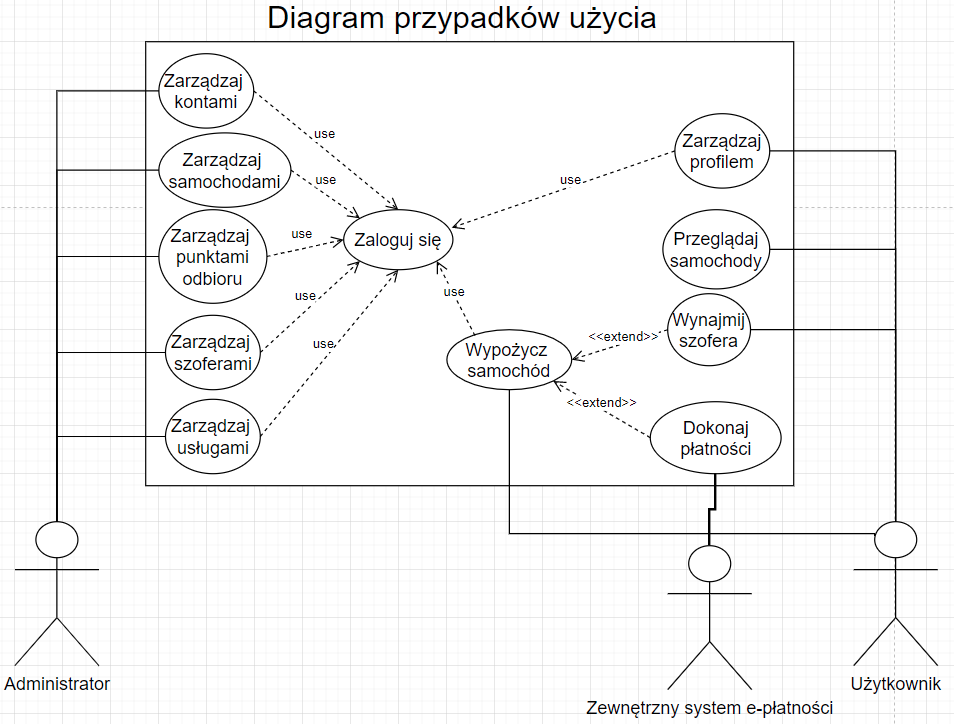 Diagram przypadków użycia
Zarządzaj
kontami
use
Zarządzaj
samochodami
use
Zarządzaj
punktami
odbioru
use
Zarządzaj
szoferami
use
Zarządzaj
usługami
use
Zaloguj się
use
Zarządzaj
profilem
Przeglądaj
samochody
use
Wypożycz
samochód
<<extend>>
Wynajmij
szofera
<<extend>>
Dokonaj
płatności
Administrator
Zewnętrzny system e-płatności
Użytkownik